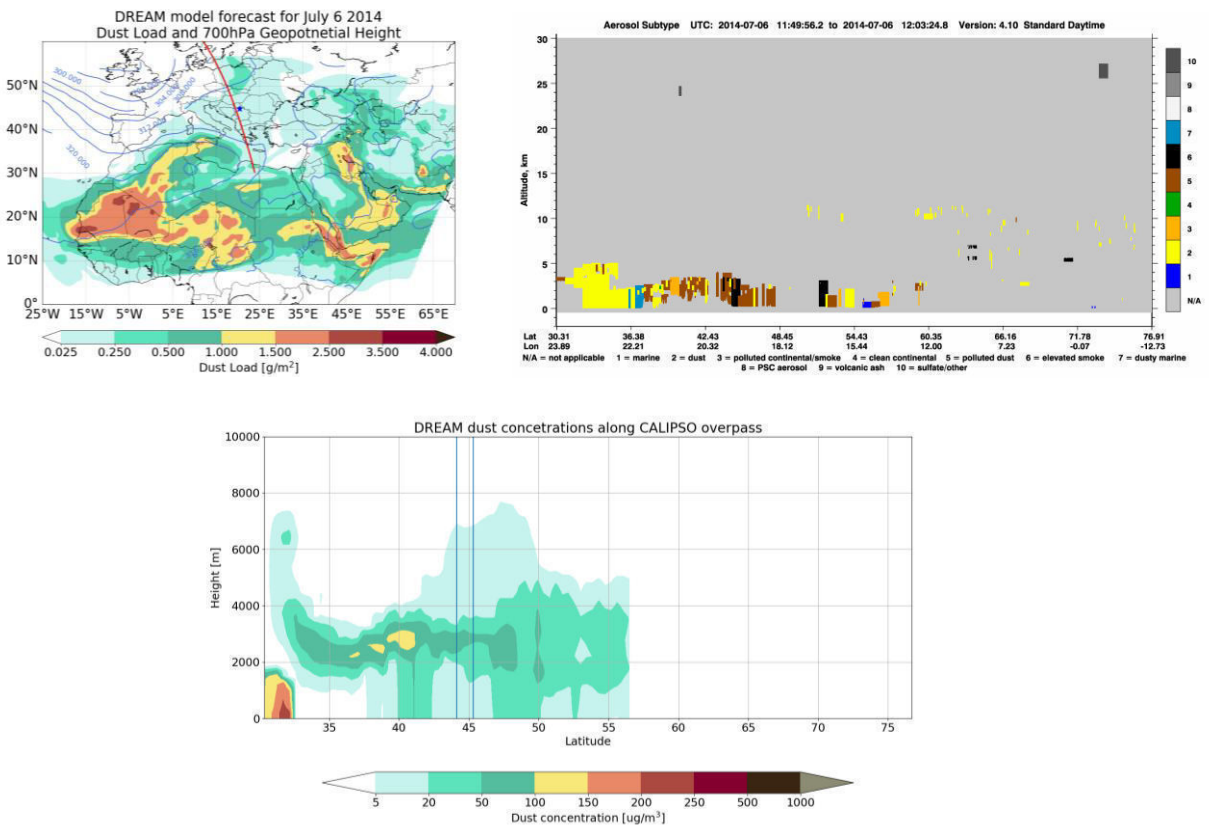 DREAM model forecast for July 6 2014
Dust Load and 700hPa Geopotnetial Height
50°N
40°N
30°N
20°N
10°N
0°
25°W 15°W 5°W 5°E 15°E 25°E 35°E 45°E 55°E 65°E
300.000
304.000
312.000
320.000
0.025 0.250 0.500 1.000 1.500 2.500 3.500 4.000
Dust Load [g/m²]
Aerosol Subtype UTC: 2014-07-06 11:49:56.2 to 2014-07-06 12:03:24.8 Version: 4.10 Standard Daytime
Altitude, km
30
25
20
15
10
5
0
10
9
8
7
6
5
4
3
2
1
N/A
Lat 30.31 36.38 42.43 48.45 54.43 60.35 66.16 71.78 76.91
Lon 23.89 22.21 20.32 18.12 15.44 12.00 7.23 -0.07 -12.73
N/A = not applicable 1 = marine 2 = dust 3 = polluted continental/smoke 4 = clean continental 5 = polluted dust 6 = elevated smoke 7 = dusty marine
8 = PSC aerosol 9 = volcanic ash 10 = sulfate/other
DREAM dust concetrations along CALIPSO overpass
Height [m]
10000
8000
6000
4000
2000
0
35 40 45 50 55 60 65 70 75
Latitude
5 20 50 100 150 200 250 500 1000
Dust concentration [ug/m³]